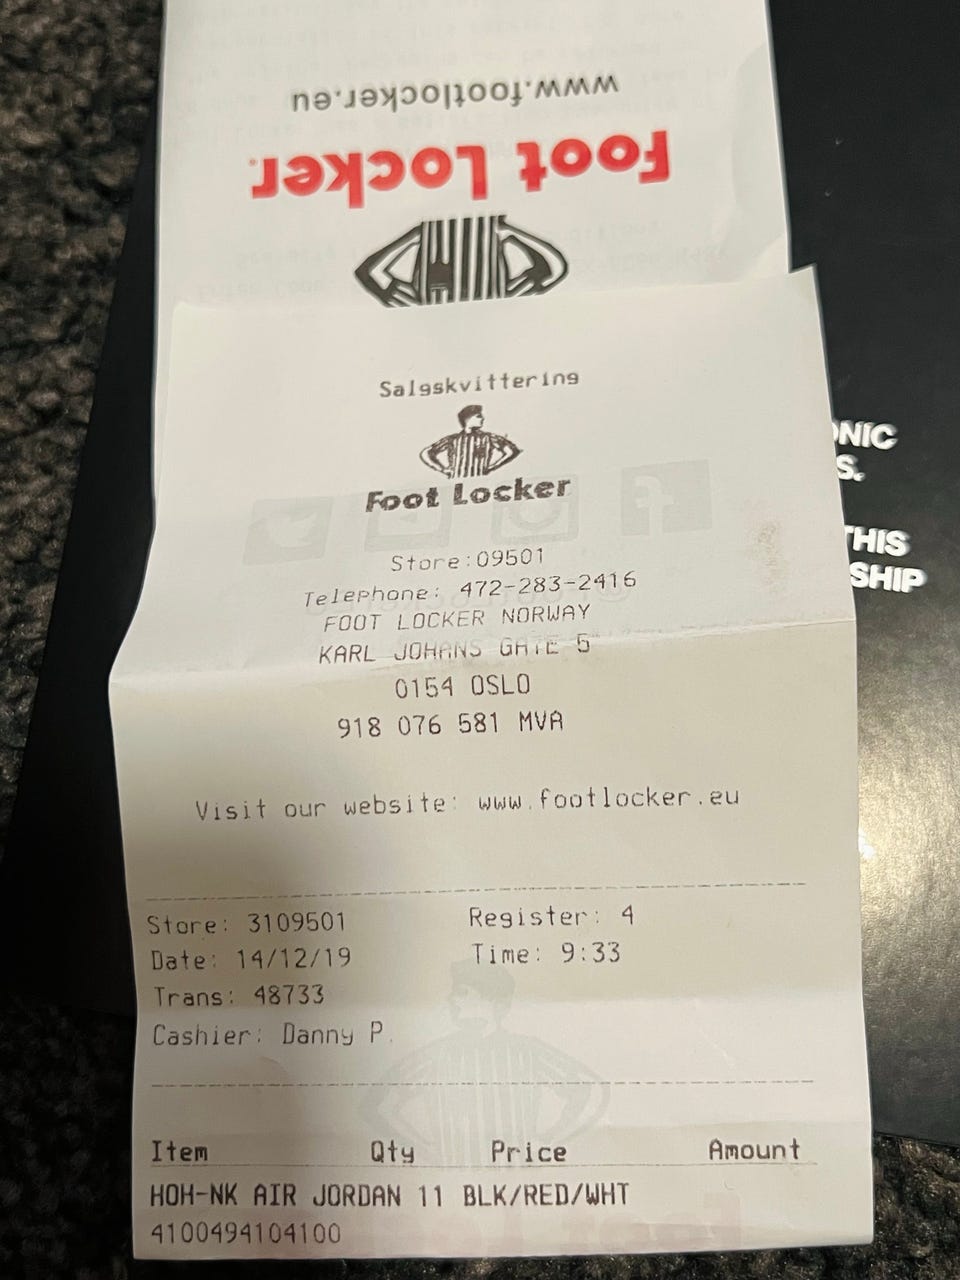 www.footlocker.eu
Foot Locker.
Salgskvittering
Foot Locker
Store:09501
Telephone: 472-283-2416
FOOT LOCKER NORWAY
KARL JOHANS GATE 5
0154 OSLO
918 076 581 MVA
Visit our website: www.footlocker.eu
Store: 3109501 Register: 4
Date: 14/12/19 Time: 9:33
Trans: 48733
Cashier: Danny P.
Item Qty Price Amount
HOH-NK AIR JORDAN 11 BLK/RED/WHT
4100494104100
ONIC
S.
THIS
SHIP